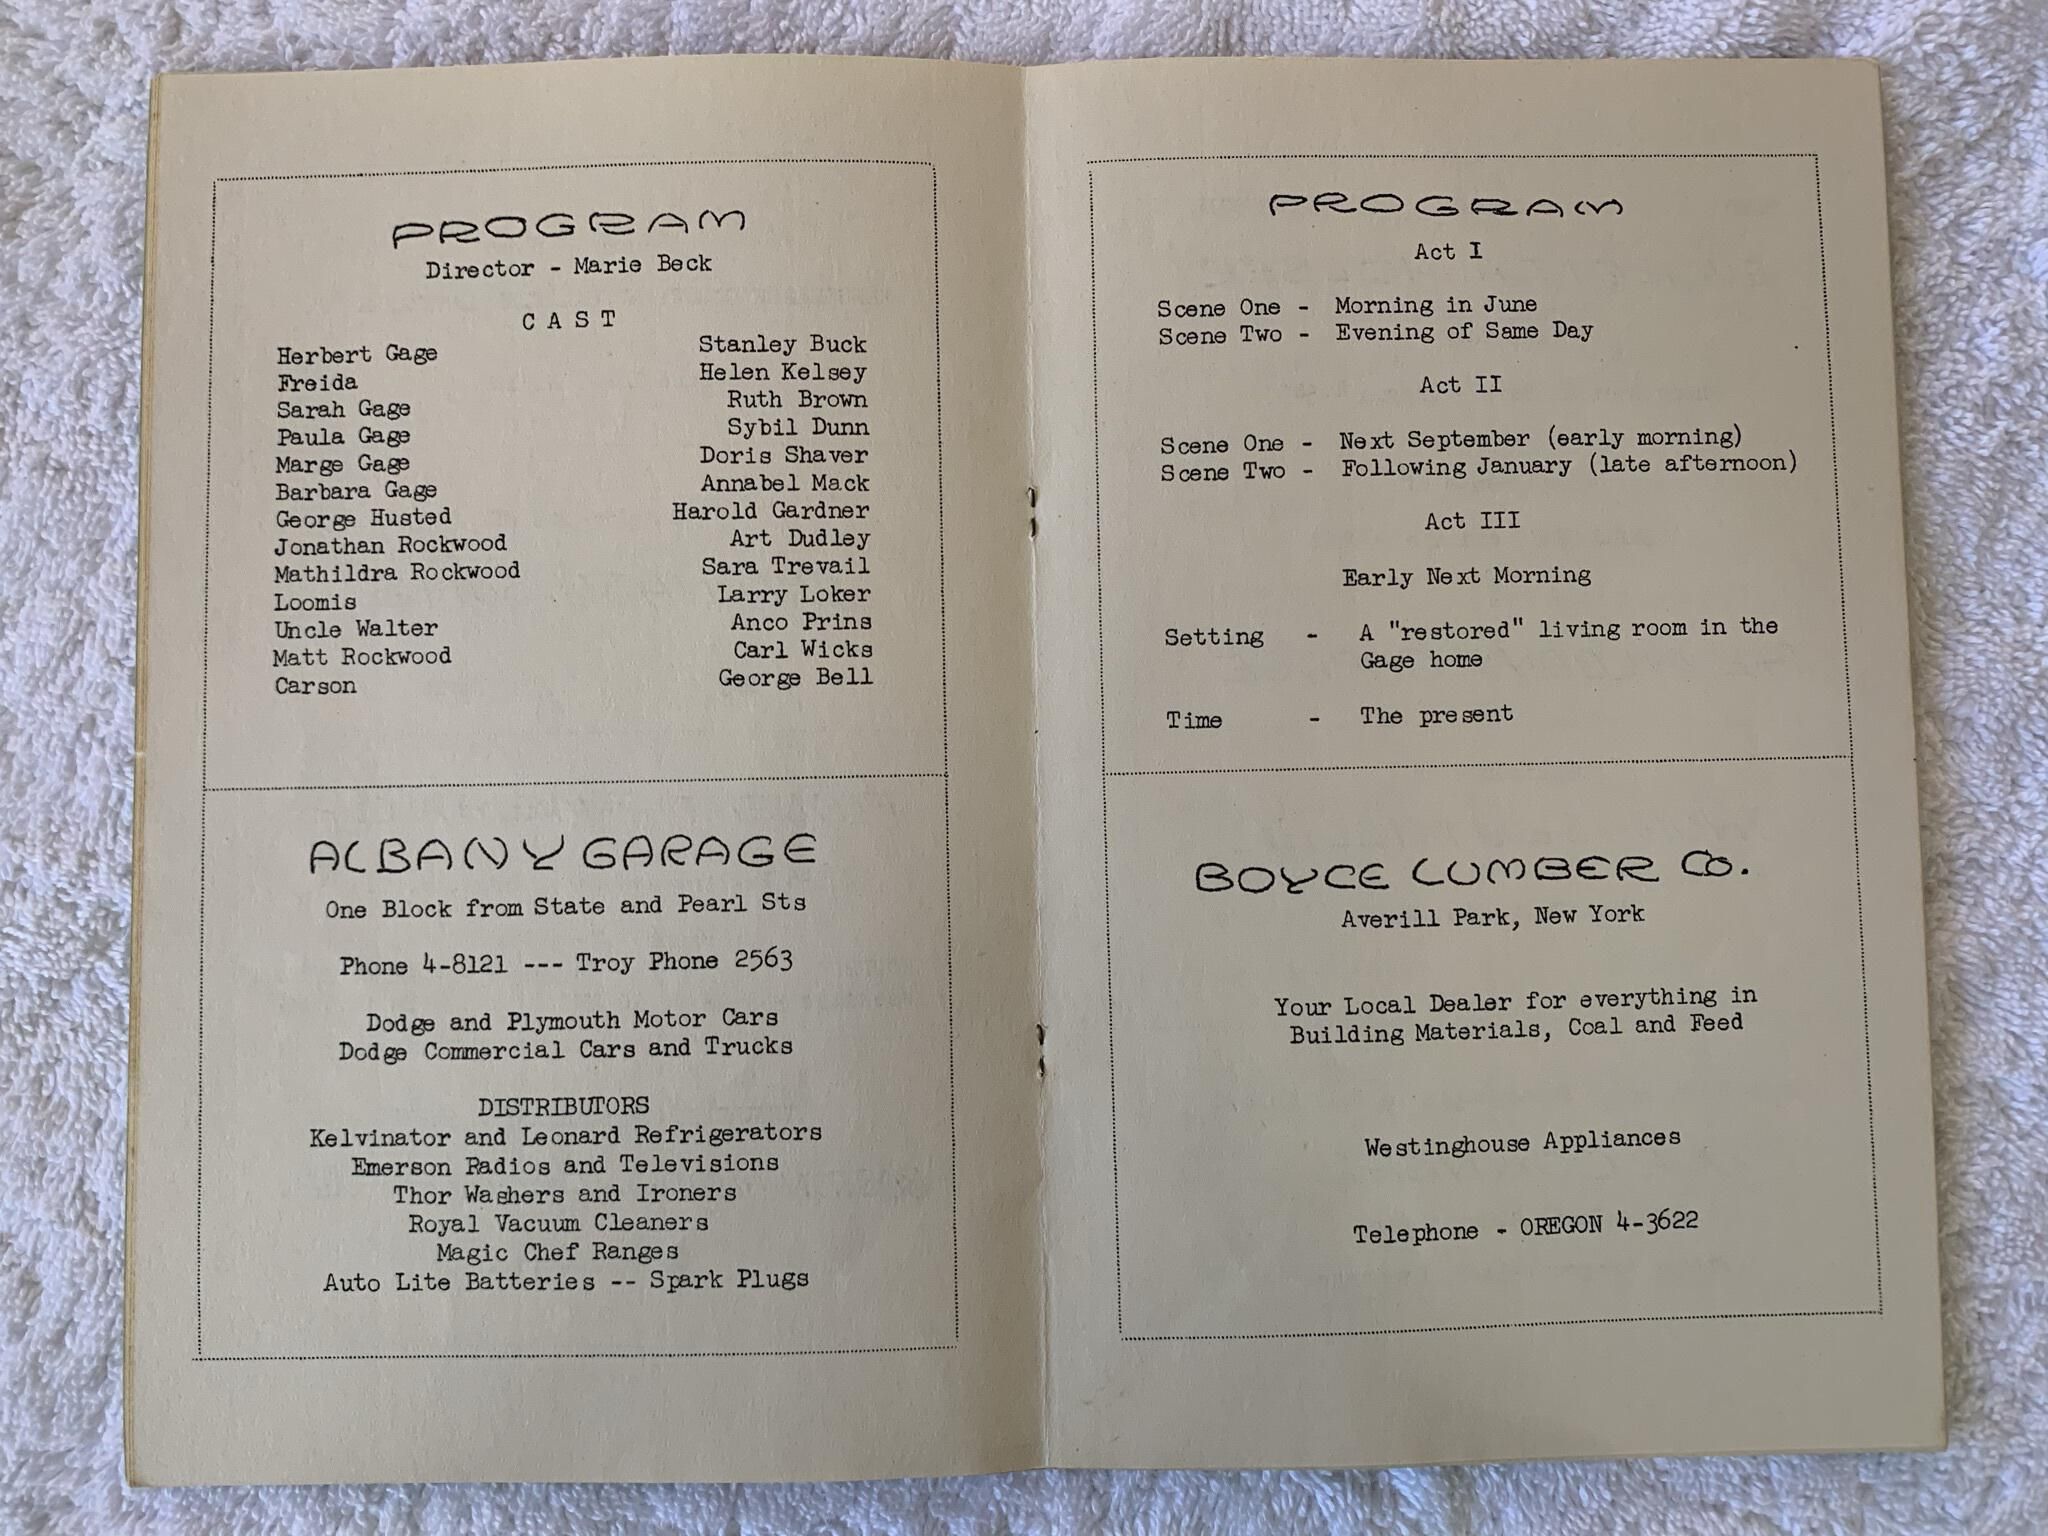 PROGRAM
Director - Marie Beck
C A S T
Herbert Gage Stanley Buck
Freida Helen Kelsey
Sarah Gage Ruth Brown
Paula Gage Sybil Dunn
Marge Gage Doris Shaver
Barbara Gage Annabel Mack
George Husted Harold Gardner
Jonathan Rockwood Art Dudley
Mathildra Rockwood Sara Trevail
Loomis Larry Loker
Uncle Walter Anco Prins
Matt Rockwood Carl Wicks
Carson George Bell
ALBANY GARAGE
One Block from State and Pearl Sts
Phone 4-8121 --- Troy Phone 2563
Dodge and Plymouth Motor Cars
Dodge Commercial Cars and Trucks
DISTRIBUTORS
Kelvinator and Leonard Refrigerators
Emerson Radios and Televisions
Thor Washers and Ironers
Royal Vacuum Cleaners
Magic Chef Ranges
Auto Lite Batteries -- Spark Plugs
PROGRAM
Act I
Scene One - Morning in June
Scene Two - Evening of Same Day
Act II
Scene One - Next September (early morning)
Scene Two - Following January (late afternoon)
Act III
Early Next Morning
Setting - A "restored" living room in the
Gage home
Time - The present
BOYCE LUMBER Co.
Averill Park, New York
Your Local Dealer for everything in
Building Materials, Coal and Feed
Westinghouse Appliances
Telephone - OREGON 4-3622